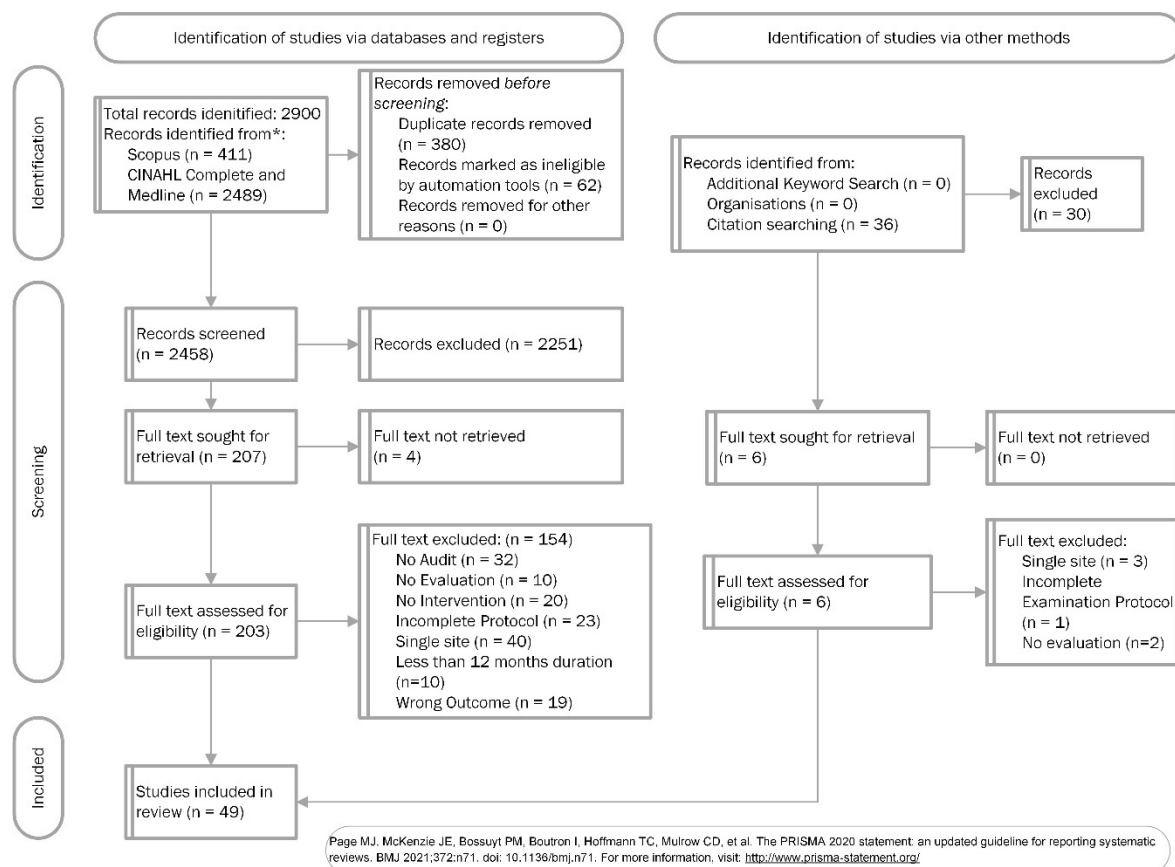 Identification of studies via databases and registers
Identification of studies via other methods
Identification
Total records idenitified: 2900
Records identified from*:
Scopus (n = 411)
CINAHL Complete and
Medline (n = 2489)
Records removed before
screening:
Duplicate records removed
(n = 380)
Records marked as ineligible
by automation tools (n = 62)
Records removed for other
reasons (n = 0)
Records identified from:
Additional Keyword Search (n = 0)
Organisations (n = 0)
Citation searching (n = 36)
Records
excluded
(n = 30)
Screening
Records screened
(n = 2458)
Records excluded (n = 2251)
Full text sought for
retrieval (n = 207)
Full text not retrieved
(n = 4)
Full text sought for retrieval
(n = 6)
Full text not retrieved
(n = 0)
Full text assessed for
eligibility (n = 203)
Full text excluded: (n = 154)
No Audit (n = 32)
No Evaluation (n = 10)
No Intervention (n = 20)
Incomplete Protocol (n = 23)
Single site (n = 40)
Less than 12 months duration
(n=10)
Wrong Outcome (n = 19)
Full text assessed for
eligibility (n = 6)
Full text excluded:
Single site (n = 3)
Incomplete
Examination Protocol
(n = 1)
No evaluation (n=2)
Included
Studies included in
review (n = 49)
Page MJ, McKenzie JE, Bossuyt PM, Boutron I, Hoffmann TC, Mulrow CD, et al. The PRISMA 2020 statement: an updated guideline for reporting systematic
reviews. BMJ 2021;372:n71. doi: 10.1136/bmj.n71. For more information, visit: http://www.prisma-statement.org/